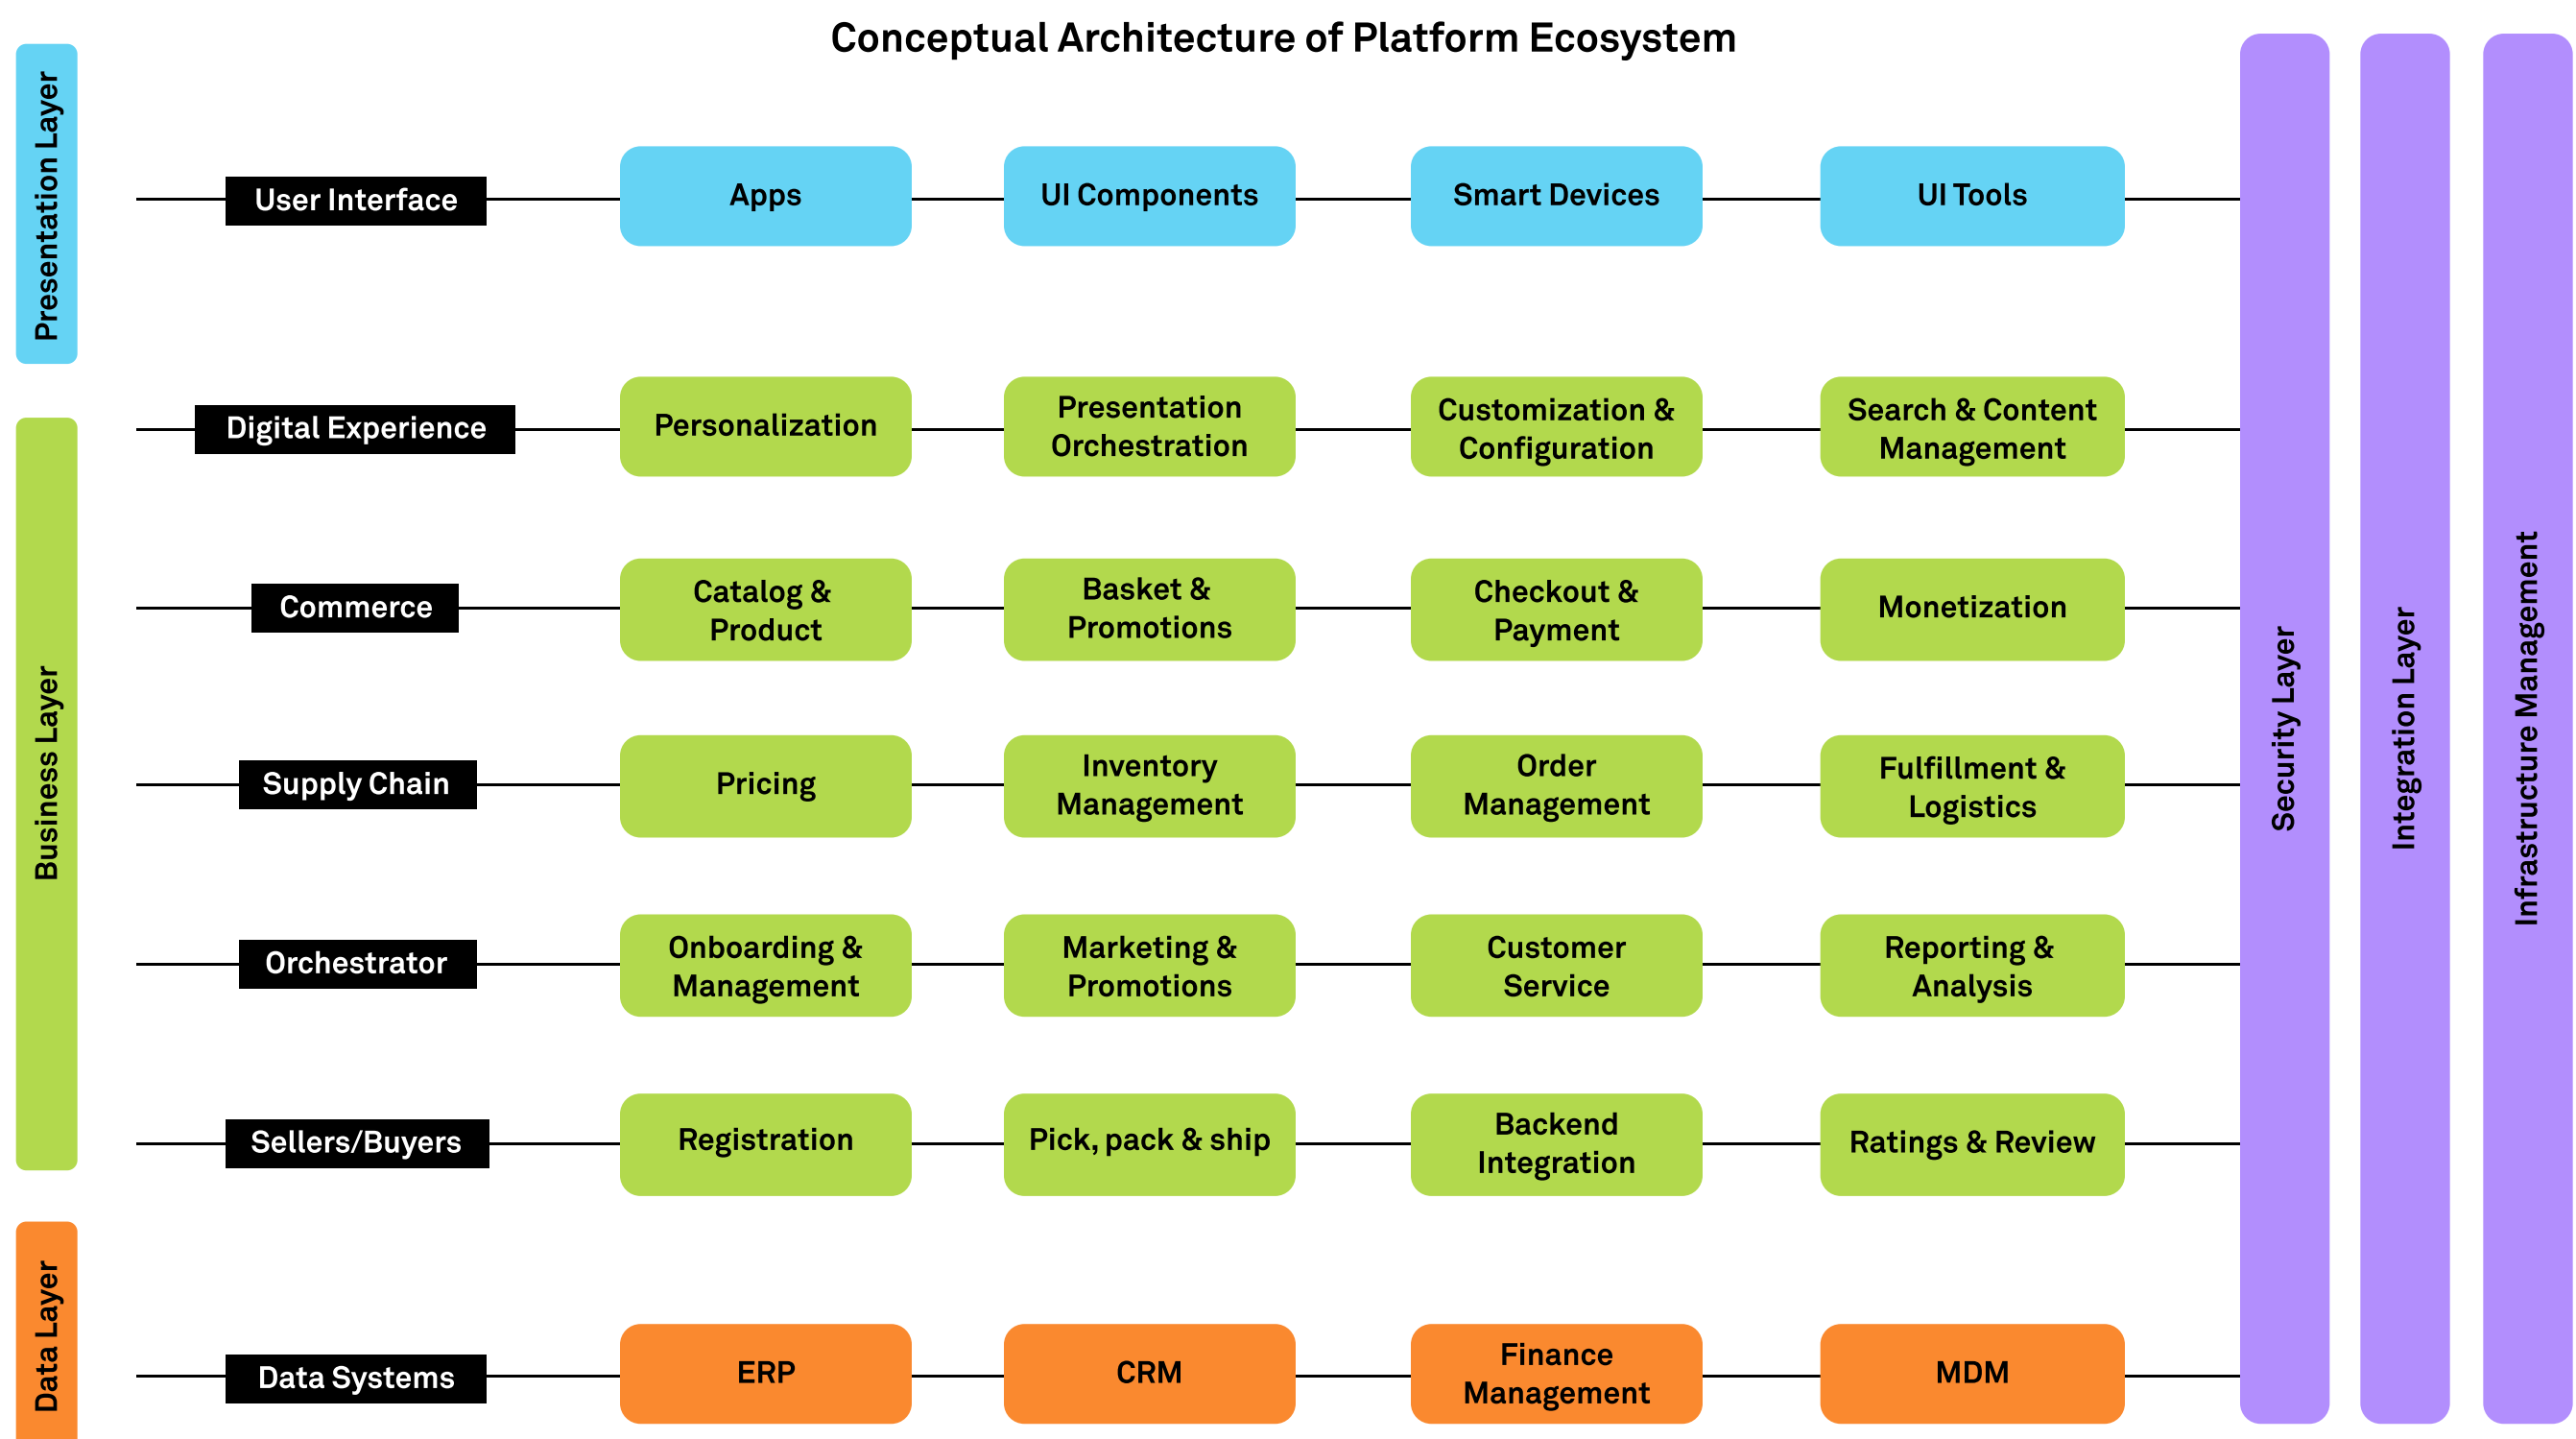 Conceptual Architecture of Platform Ecosystem
Presentation Layer
User Interface
Apps
UI Components
Smart Devices
UI Tools
Business Layer
Digital Experience
Personalization
Presentation
Orchestration
Customization &
Configuration
Search & Content
Management
Commerce
Catalog &
Product
Basket &
Promotions
Checkout &
Payment
Monetization
Supply Chain
Pricing
Inventory
Management
Order
Management
Fulfillment &
Logistics
Orchestrator
Onboarding &
Management
Marketing &
Promotions
Customer
Service
Reporting &
Analysis
Sellers/Buyers
Registration
Pick, pack & ship
Backend
Integration
Ratings & Review
Data Layer
Data Systems
ERP
CRM
Finance
Management
MDM
Security Layer
Integration Layer
Infrastructure Management